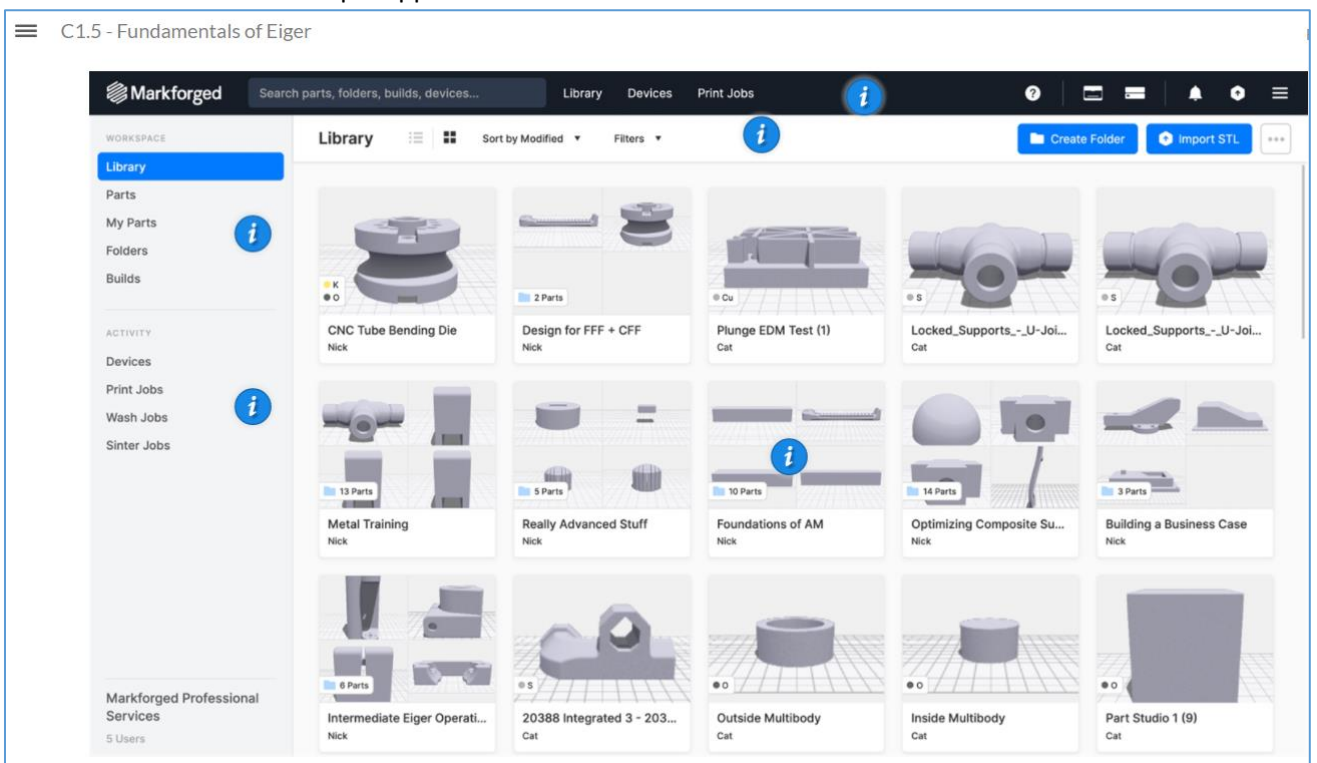 C1.5 - Fundamentals of Eiger
Markforged Search parts, folders, builds, devices... Library Devices Print Jobs
WORKSPACE
Library
Parts
My Parts
Folders
Builds
ACTIVITY
Devices
Print Jobs
Wash Jobs
Sinter Jobs
Markforged Professional
Services
5 Users
Library Sort by Modified Filters Create Folder Import STL
K
O
CNC Tube Bending Die
Nick
2 Parts
Design for FFF + CFF
Nick
Cu
Plunge EDM Test (1)
Cat
S
Locked_Supports_-_U-Joi...
Cat
S
Locked_Supports_-_U-Joi...
Cat
13 Parts
Metal Training
Nick
5 Parts
Really Advanced Stuff
Nick
10 Parts
Foundations of AM
Nick
14 Parts
Optimizing Composite Su...
Nick
3 Parts
Building a Business Case
Nick
6 Parts
Intermediate Eiger Operati...
Nick
S
20388 Integrated 3 - 203...
Cat
O
Outside Multibody
Cat
O
Inside Multibody
Cat
O
Part Studio 1 (9)
Cat